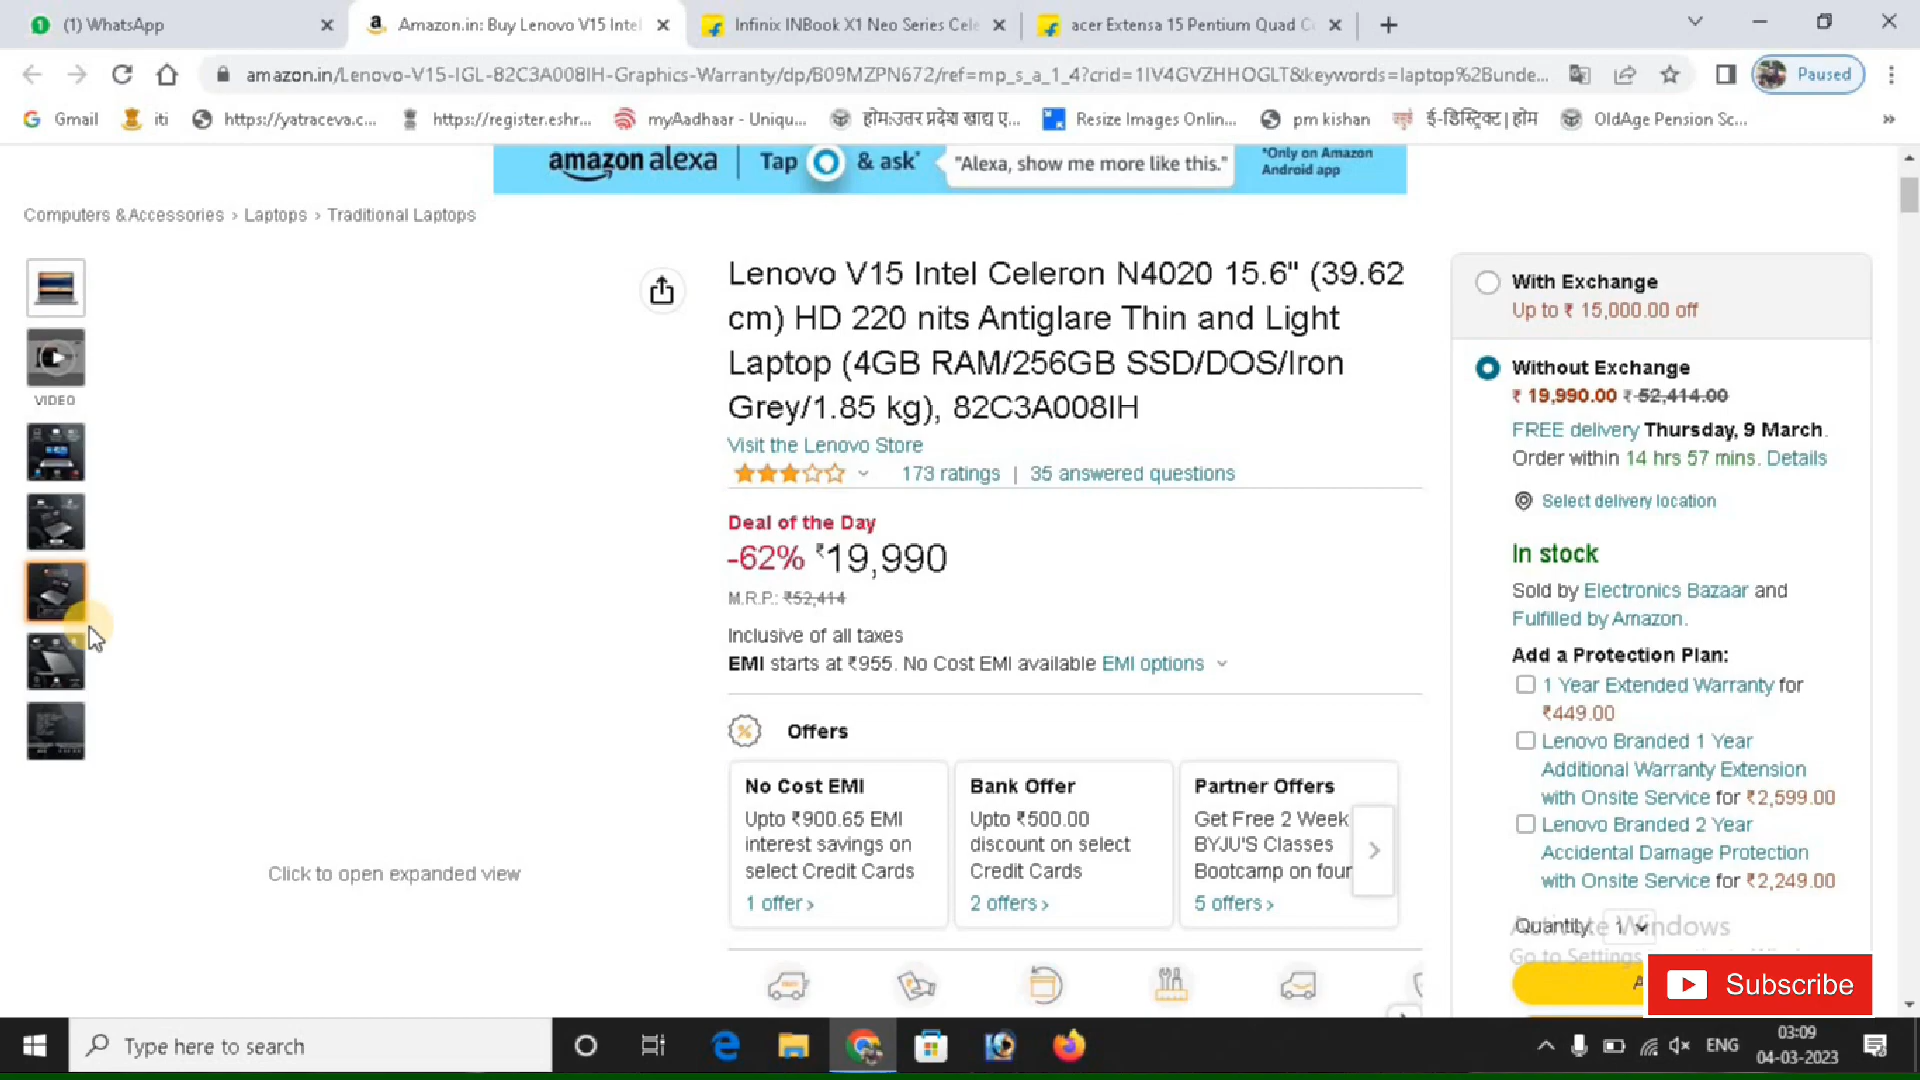 (1) WhatsApp
Amazon.in: Buy Lenovo V15 Intel
Infinix INBook X1 Neo Series Cele
acer Extensa 15 Pentium Quad C
amazon.in/Lenovo-V15-IGL-82C3A008IH-Graphics-Warranty/dp/B09MZPN672/ref=mp_s_a_1_4?crid=1IV4GVZHHOGLT&keywords=laptop%2Bunde...
Paused
Gmail
iti
https://yatraceva.c...
https://register.eshr...
myAadhaar - Uniqu...
होम:उत्तर प्रदेश खाद्य ए...
Resize Images Onlin...
pm kishan
ई-डिस्ट्रिक्ट | होम
OldAge Pension Sc...
amazon alexa | Tap & ask* "Alexa, show me more like this."
*Only on Amazon
Android app
Computers & Accessories › Laptops › Traditional Laptops
VIDEO
Click to open expanded view
Lenovo V15 Intel Celeron N4020 15.6" (39.62
cm) HD 220 nits Antiglare Thin and Light
Laptop (4GB RAM/256GB SSD/DOS/Iron
Grey/1.85 kg), 82C3A008IH
Visit the Lenovo Store
173 ratings | 35 answered questions
Deal of the Day
-62% ₹19,990
M.R.P.: ₹52,414
Inclusive of all taxes
EMI starts at ₹955. No Cost EMI available EMI options
Offers
No Cost EMI
Upto ₹900.65 EMI
interest savings on
select Credit Cards
1 offer ›
Bank Offer
Upto ₹500.00
discount on select
Credit Cards
2 offers ›
Partner Offers
Get Free 2 Week
BYJU'S Classes
Bootcamp on four
5 offers ›
With Exchange
Up to ₹ 15,000.00 off
Without Exchange
₹ 19,990.00 ₹ 52,414.00
FREE delivery Thursday, 9 March.
Order within 14 hrs 57 mins. Details
Select delivery location
In stock
Sold by Electronics Bazaar and
Fulfilled by Amazon.
Add a Protection Plan:
1 Year Extended Warranty for
₹449.00
Lenovo Branded 1 Year
Additional Warranty Extension
with Onsite Service for ₹2,599.00
Lenovo Branded 2 Year
Accidental Damage Protection
with Onsite Service for ₹2,249.00
Quantity: 1
Activate Windows
Go to Settings
Subscribe
Type here to search
ENG
03:09
04-03-2023